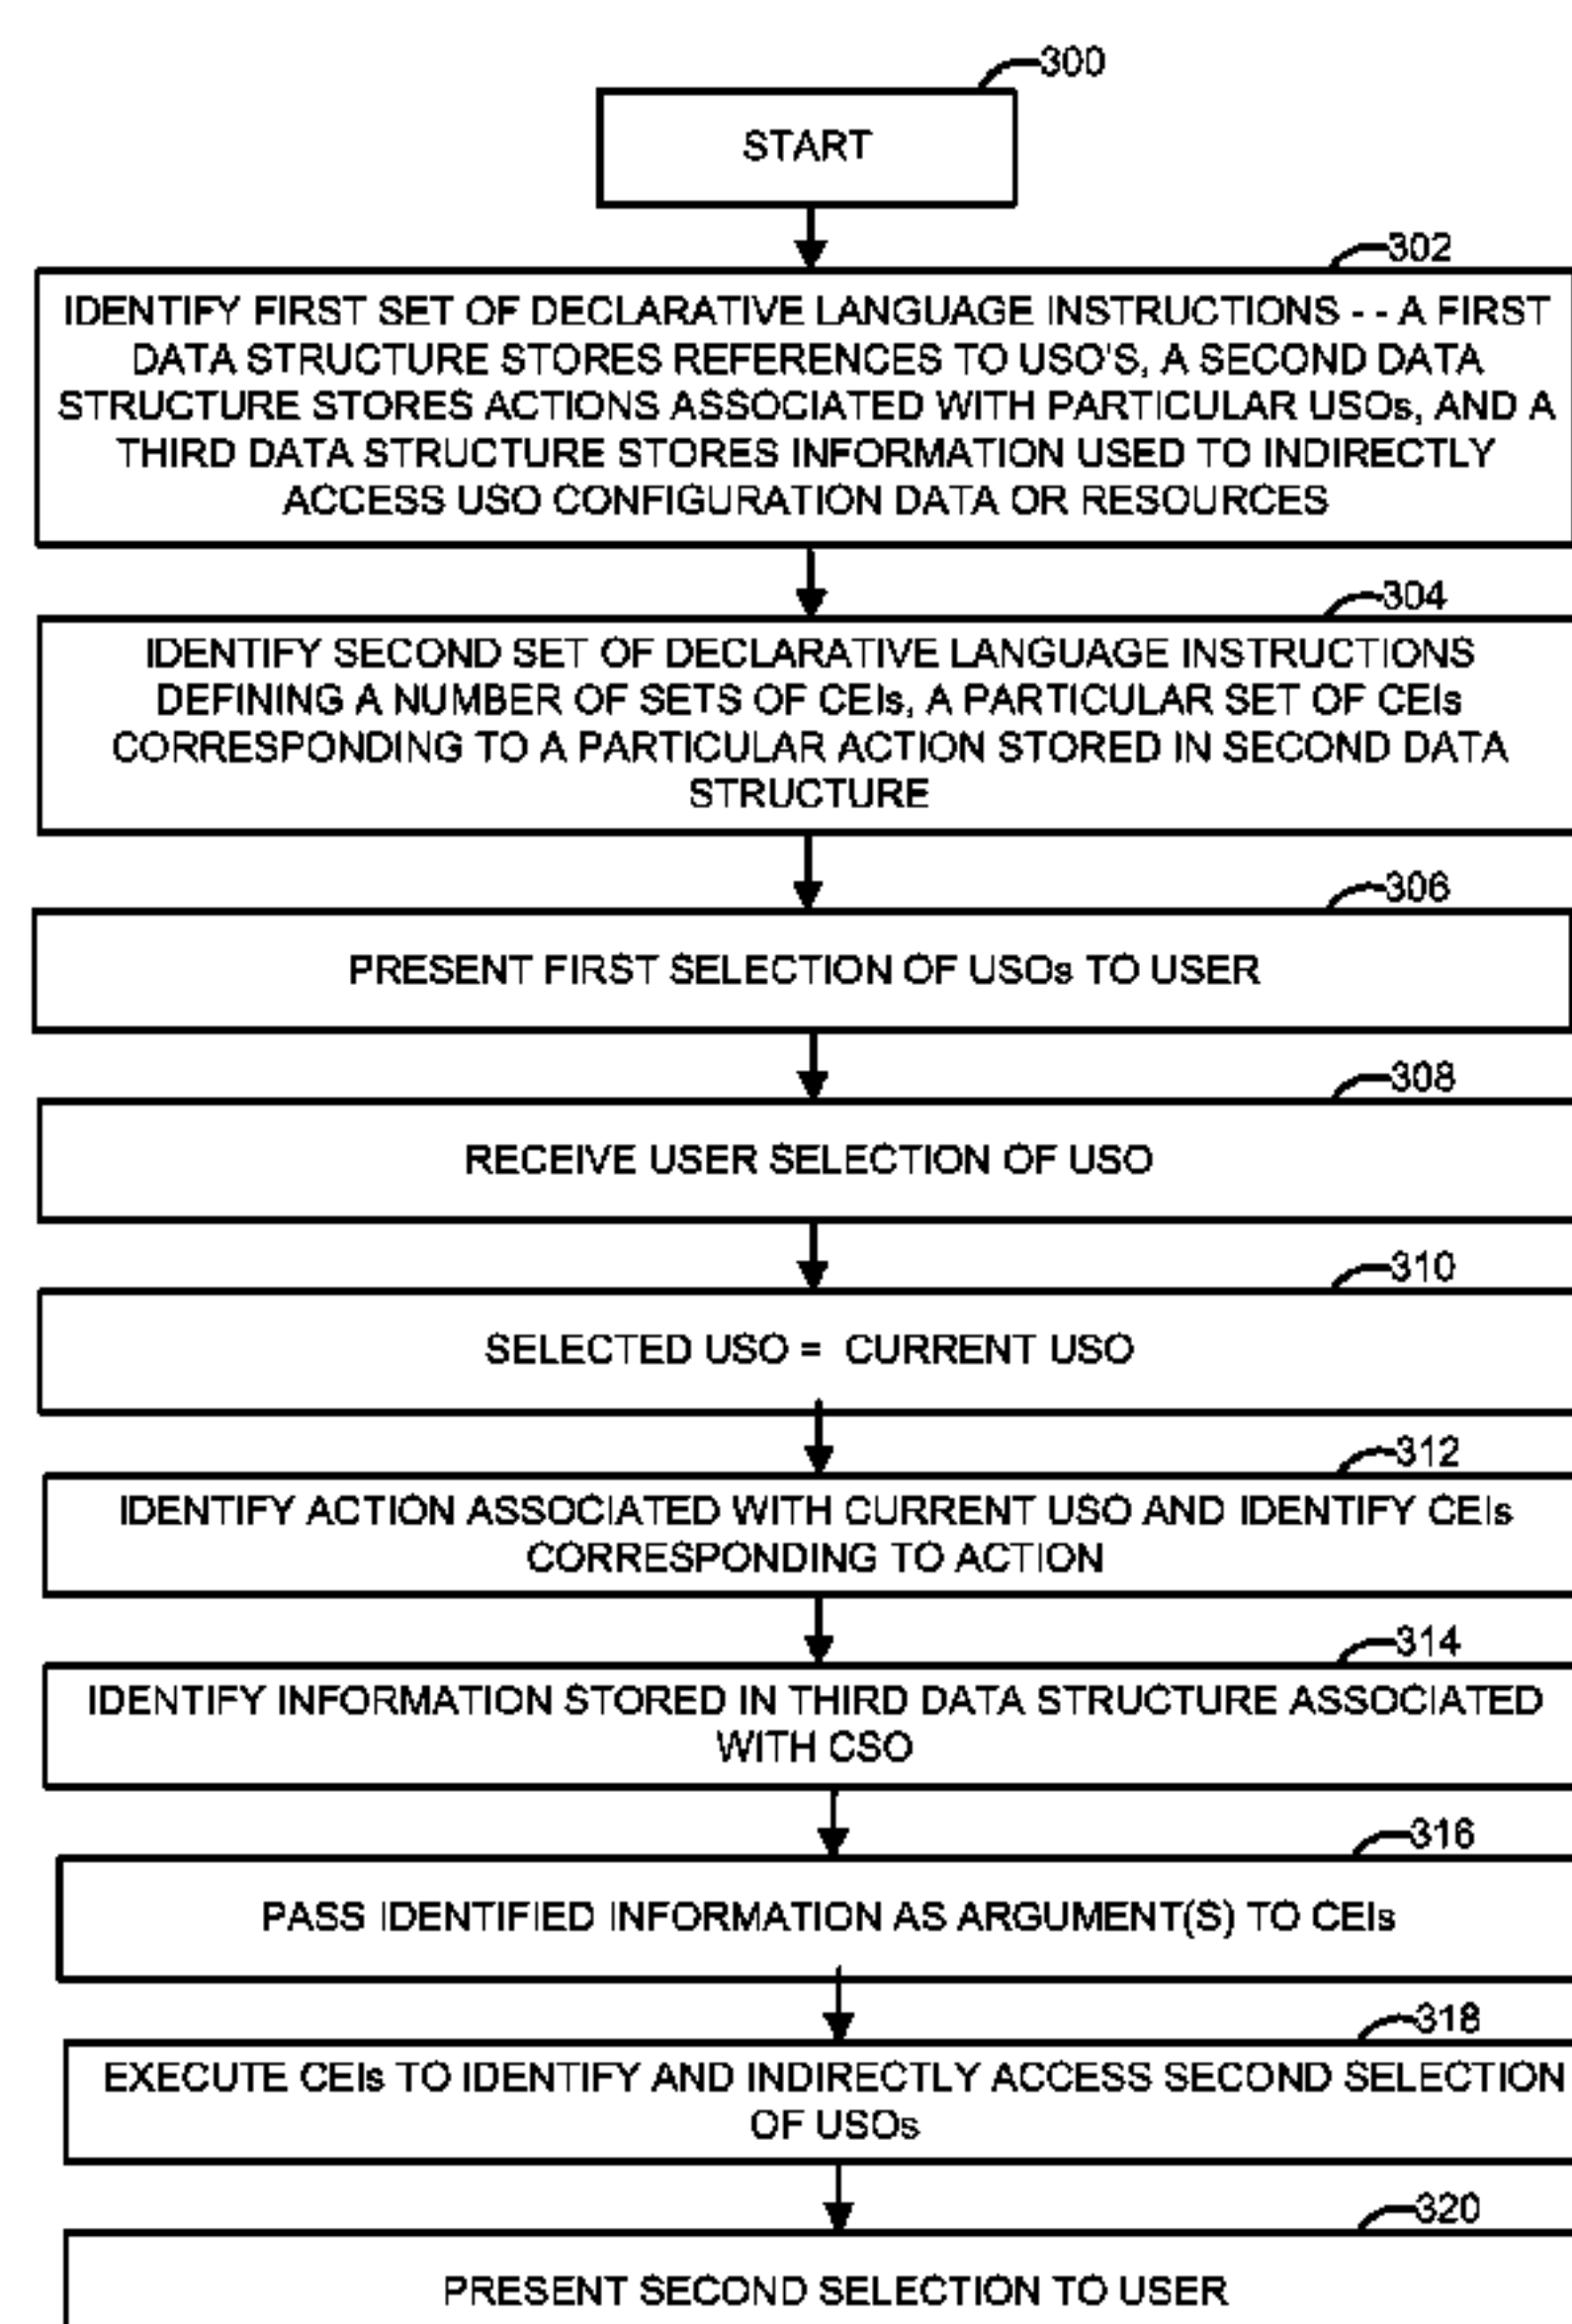 300
START
302
IDENTIFY FIRST SET OF DECLARATIVE LANGUAGE INSTRUCTIONS - - A FIRST
DATA STRUCTURE STORES REFERENCES TO USO'S, A SECOND DATA
STRUCTURE STORES ACTIONS ASSOCIATED WITH PARTICULAR USOs, AND A
THIRD DATA STRUCTURE STORES INFORMATION USED TO INDIRECTLY
ACCESS USO CONFIGURATION DATA OR RESOURCES
304
IDENTIFY SECOND SET OF DECLARATIVE LANGUAGE INSTRUCTIONS
DEFINING A NUMBER OF SETS OF CEIs, A PARTICULAR SET OF CEIs
CORRESPONDING TO A PARTICULAR ACTION STORED IN SECOND DATA
STRUCTURE
306
PRESENT FIRST SELECTION OF USOs TO USER
308
RECEIVE USER SELECTION OF USO
310
SELECTED USO = CURRENT USO
312
IDENTIFY ACTION ASSOCIATED WITH CURRENT USO AND IDENTIFY CEIs
CORRESPONDING TO ACTION
314
IDENTIFY INFORMATION STORED IN THIRD DATA STRUCTURE ASSOCIATED
WITH CSO
316
PASS IDENTIFIED INFORMATION AS ARGUMENT(S) TO CEIs
318
EXECUTE CEIs TO IDENTIFY AND INDIRECTLY ACCESS SECOND SELECTION
OF USOs
320
PRESENT SECOND SELECTION TO USER